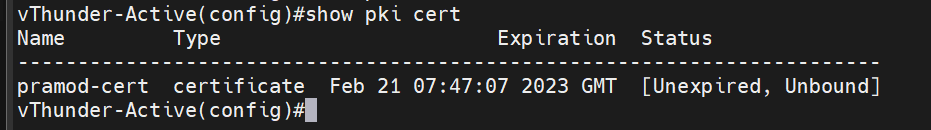 vThunder-Active(config)#show pki cert
Name Type Expiration Status
------------------------------------------------------------------------
pramod-cert certificate Feb 21 07:47:07 2023 GMT [Unexpired, Unbound]
vThunder-Active(config)#